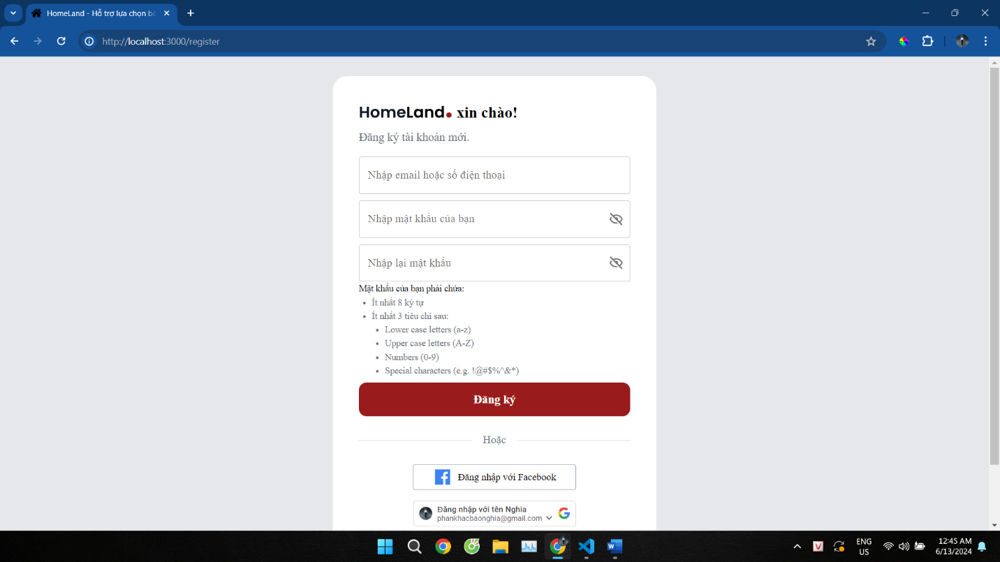 HomeLand - Hỗ trợ lựa chọn bấ
http://localhost:3000/register
HomeLand. xin chào!
Đăng ký tài khoản mới.
Nhập email hoặc số điện thoại
Nhập mật khẩu của bạn
Nhập lại mật khẩu
Mật khẩu của bạn phải chứa:
Ít nhất 8 ký tự
Ít nhất 3 tiêu chí sau:
Lower case letters (a-z)
Upper case letters (A-Z)
Numbers (0-9)
Special characters (e.g. !@#$%^&*)
Đăng ký
Hoặc
Đăng nhập với Facebook
Đăng nhập với tên Nghia
phankhacbaonghia@gmail.com
ENG
US
12:45 AM
6/13/2024